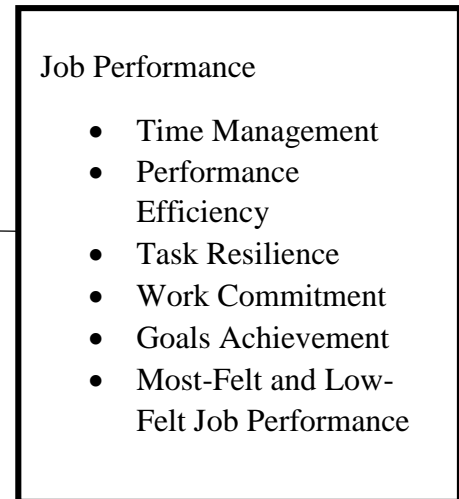 Job Performance
• Time Management
• Performance
Efficiency
• Task Resilience
• Work Commitment
• Goals Achievement
• Most-Felt and Low-
Felt Job Performance